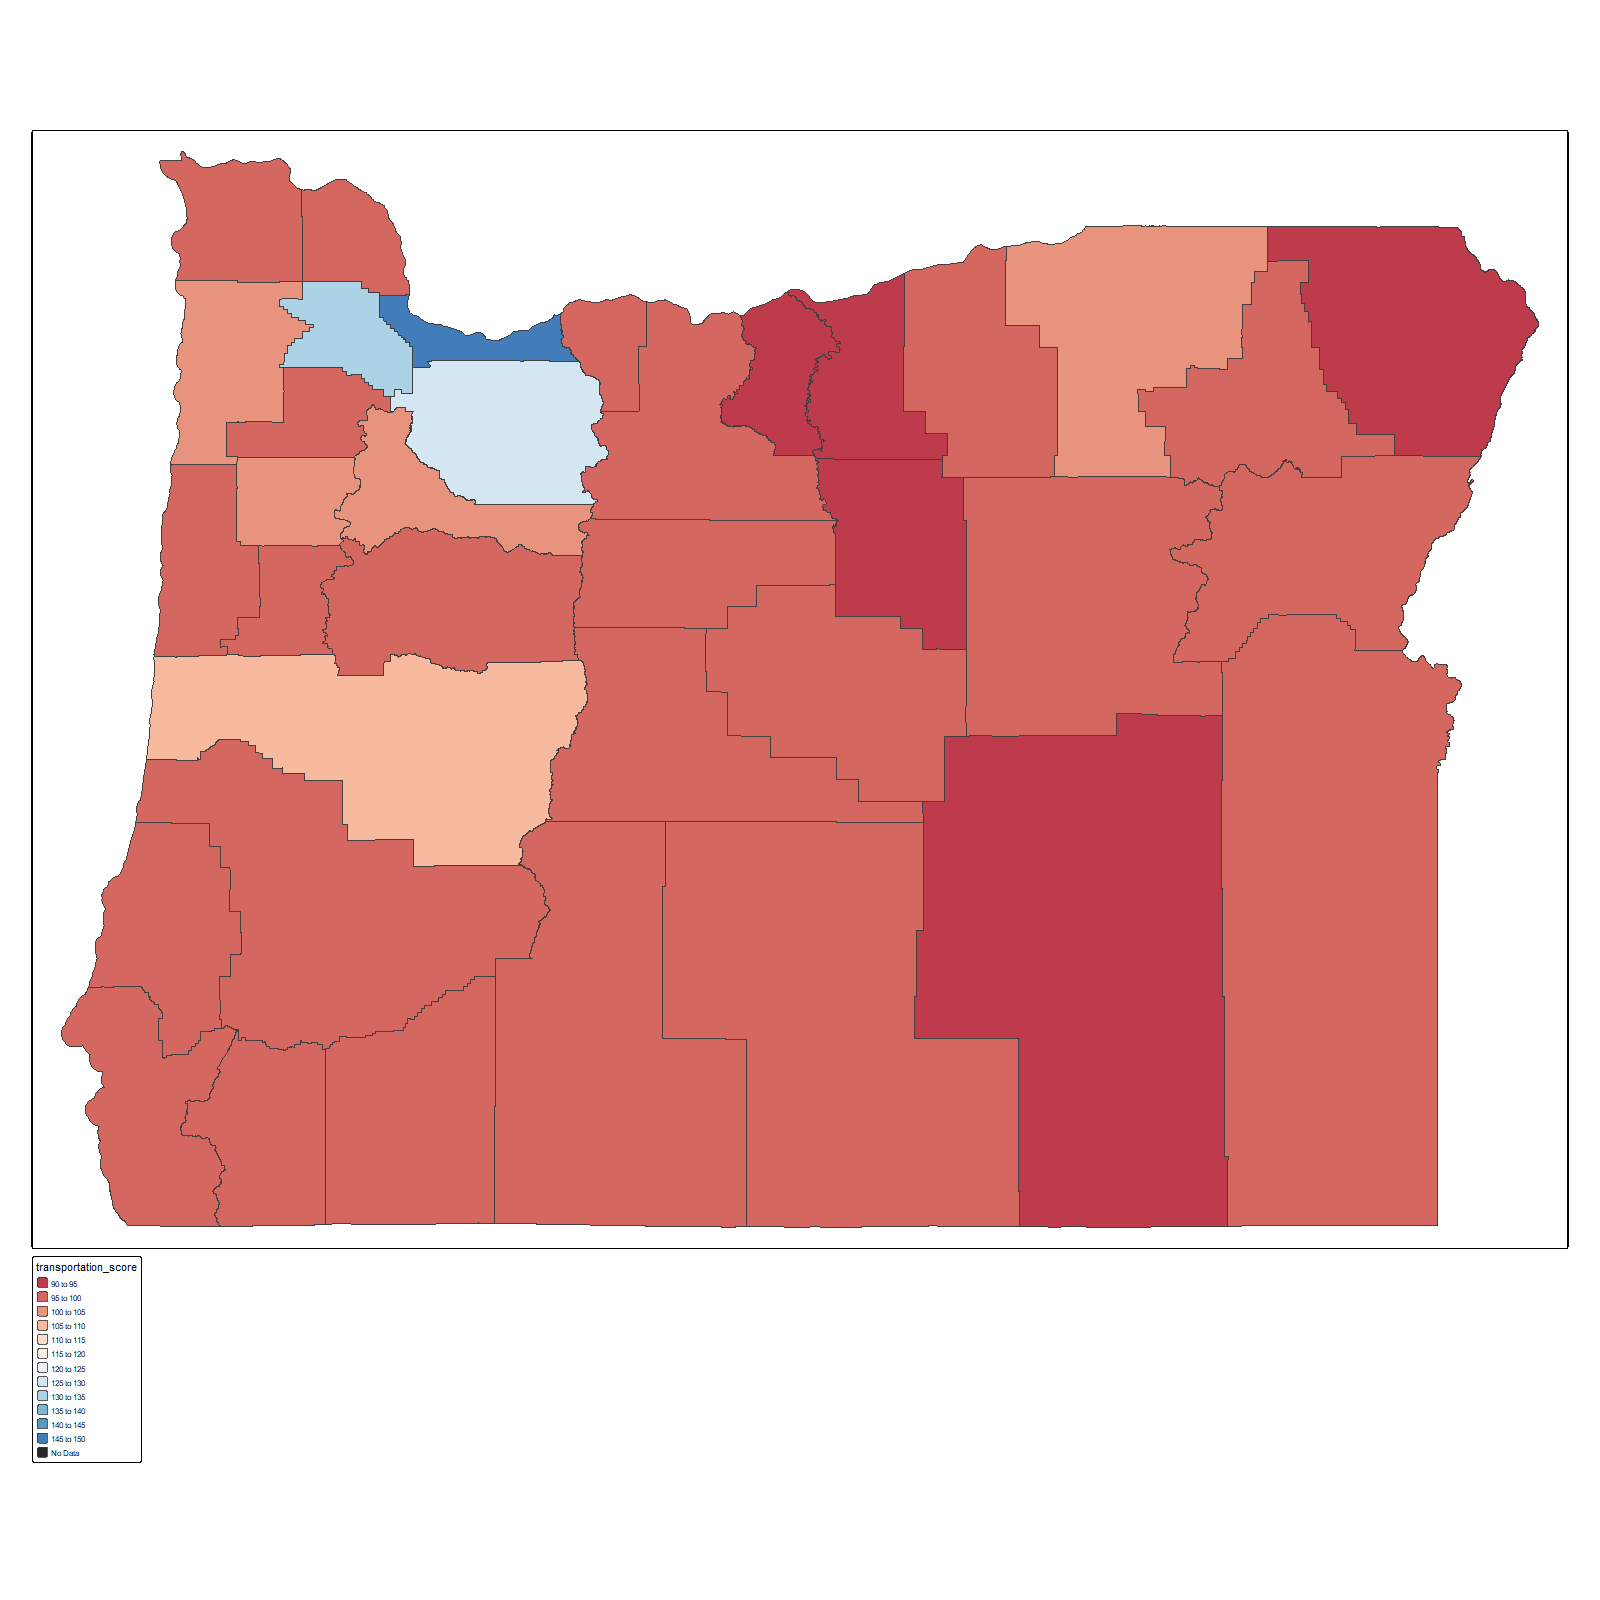 transportation_score
90 to 95
95 to 100
100 to 105
105 to 110
110 to 115
115 to 120
120 to 125
125 to 130
130 to 135
135 to 140
140 to 145
145 to 150
No Data